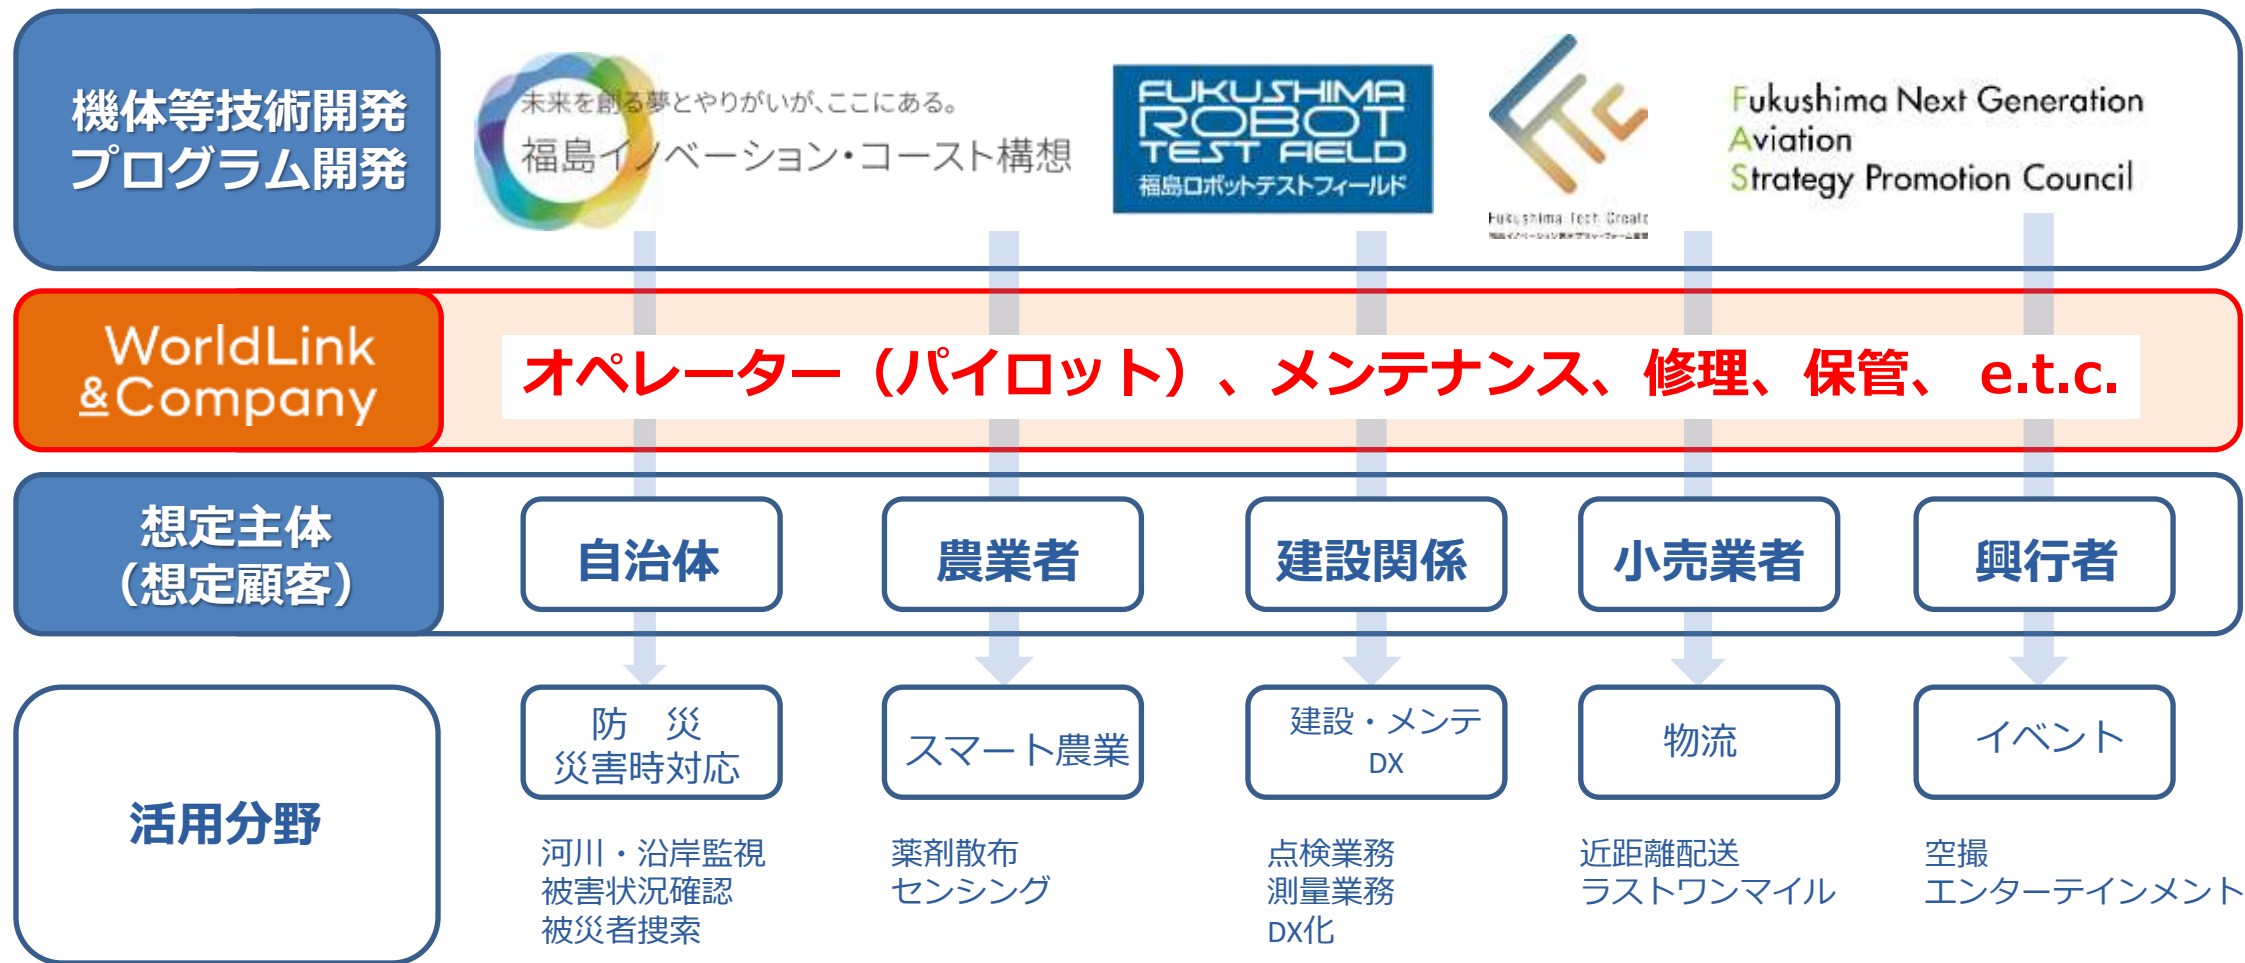 機体等技術開発
プログラム開発
未来を創る夢とやりがいが、ここにある。
福島イノベーション・コースト構想
FUKUSHIMA
ROBOT
TEST FIELD
福島ロボットテストフィールド
Fukushima Tech Create
Fukushima Next Generation
Aviation
Strategy Promotion Council
WorldLink
&Company
オペレーター（パイロット）、メンテナンス、修理、保管、 e.t.c.
想定主体
（想定顧客）
自治体
農業者
建設関係
小売業者
興行者
活用分野
防　災
災害時対応
スマート農業
建設・メンテ
DX
物流
イベント
河川・沿岸監視
被害状況確認
被災者捜索
薬剤散布
センシング
点検業務
測量業務
DX化
近距離配送
ラストワンマイル
空撮
エンターテインメント